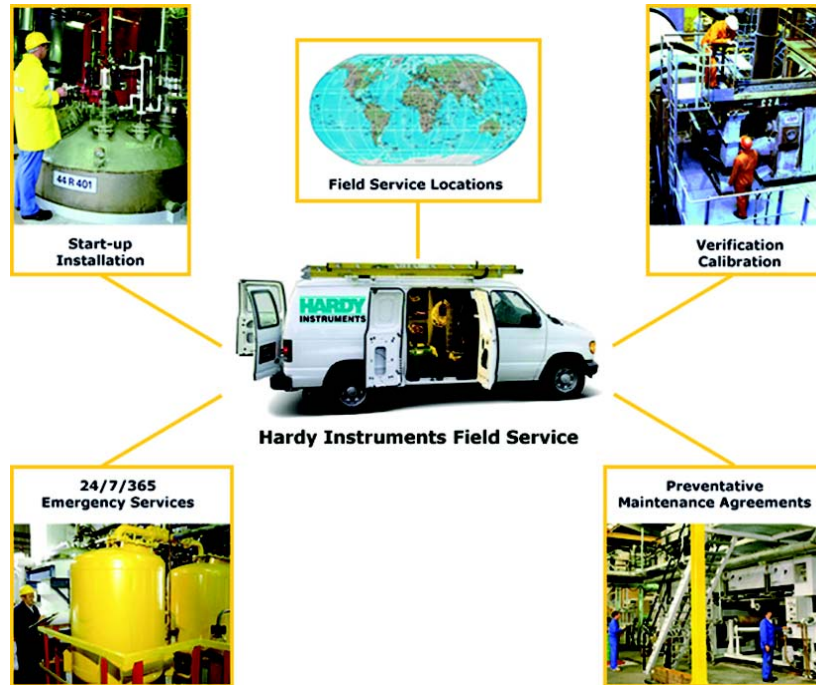 44 R 401
Start-up
Installation
Field Service Locations
Verification
Calibration
HARDY
INSTRUMENTS
Hardy Instruments Field Service
24/7/365
Emergency Services
Preventative
Maintenance Agreements